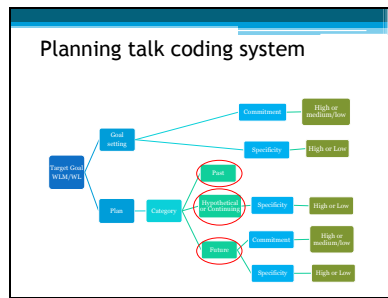 Planning talk coding system
Commitment
High or
medium/low
Goal
setting
Specificity
High or Low
Target Goal
WLM/WL
Past
Plan
Category
Hypothetical
or Continuing
Specificity
High or Low
Future
Commitment
High or
medium/low
Specificity
High or Low